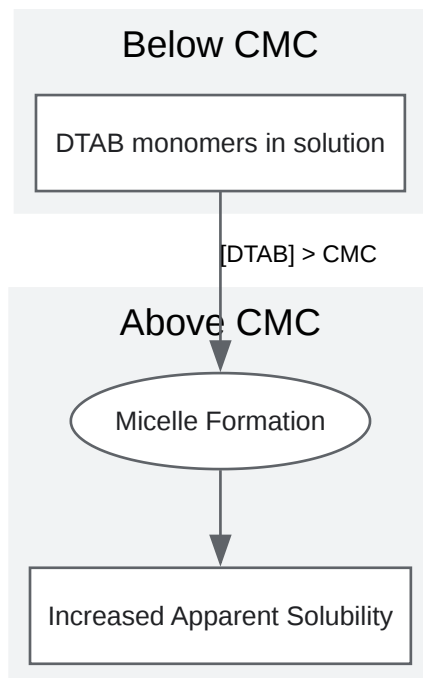 Below CMC
DTAB monomers in solution
[DTAB] > CMC
Above CMC
Micelle Formation
Increased Apparent Solubility